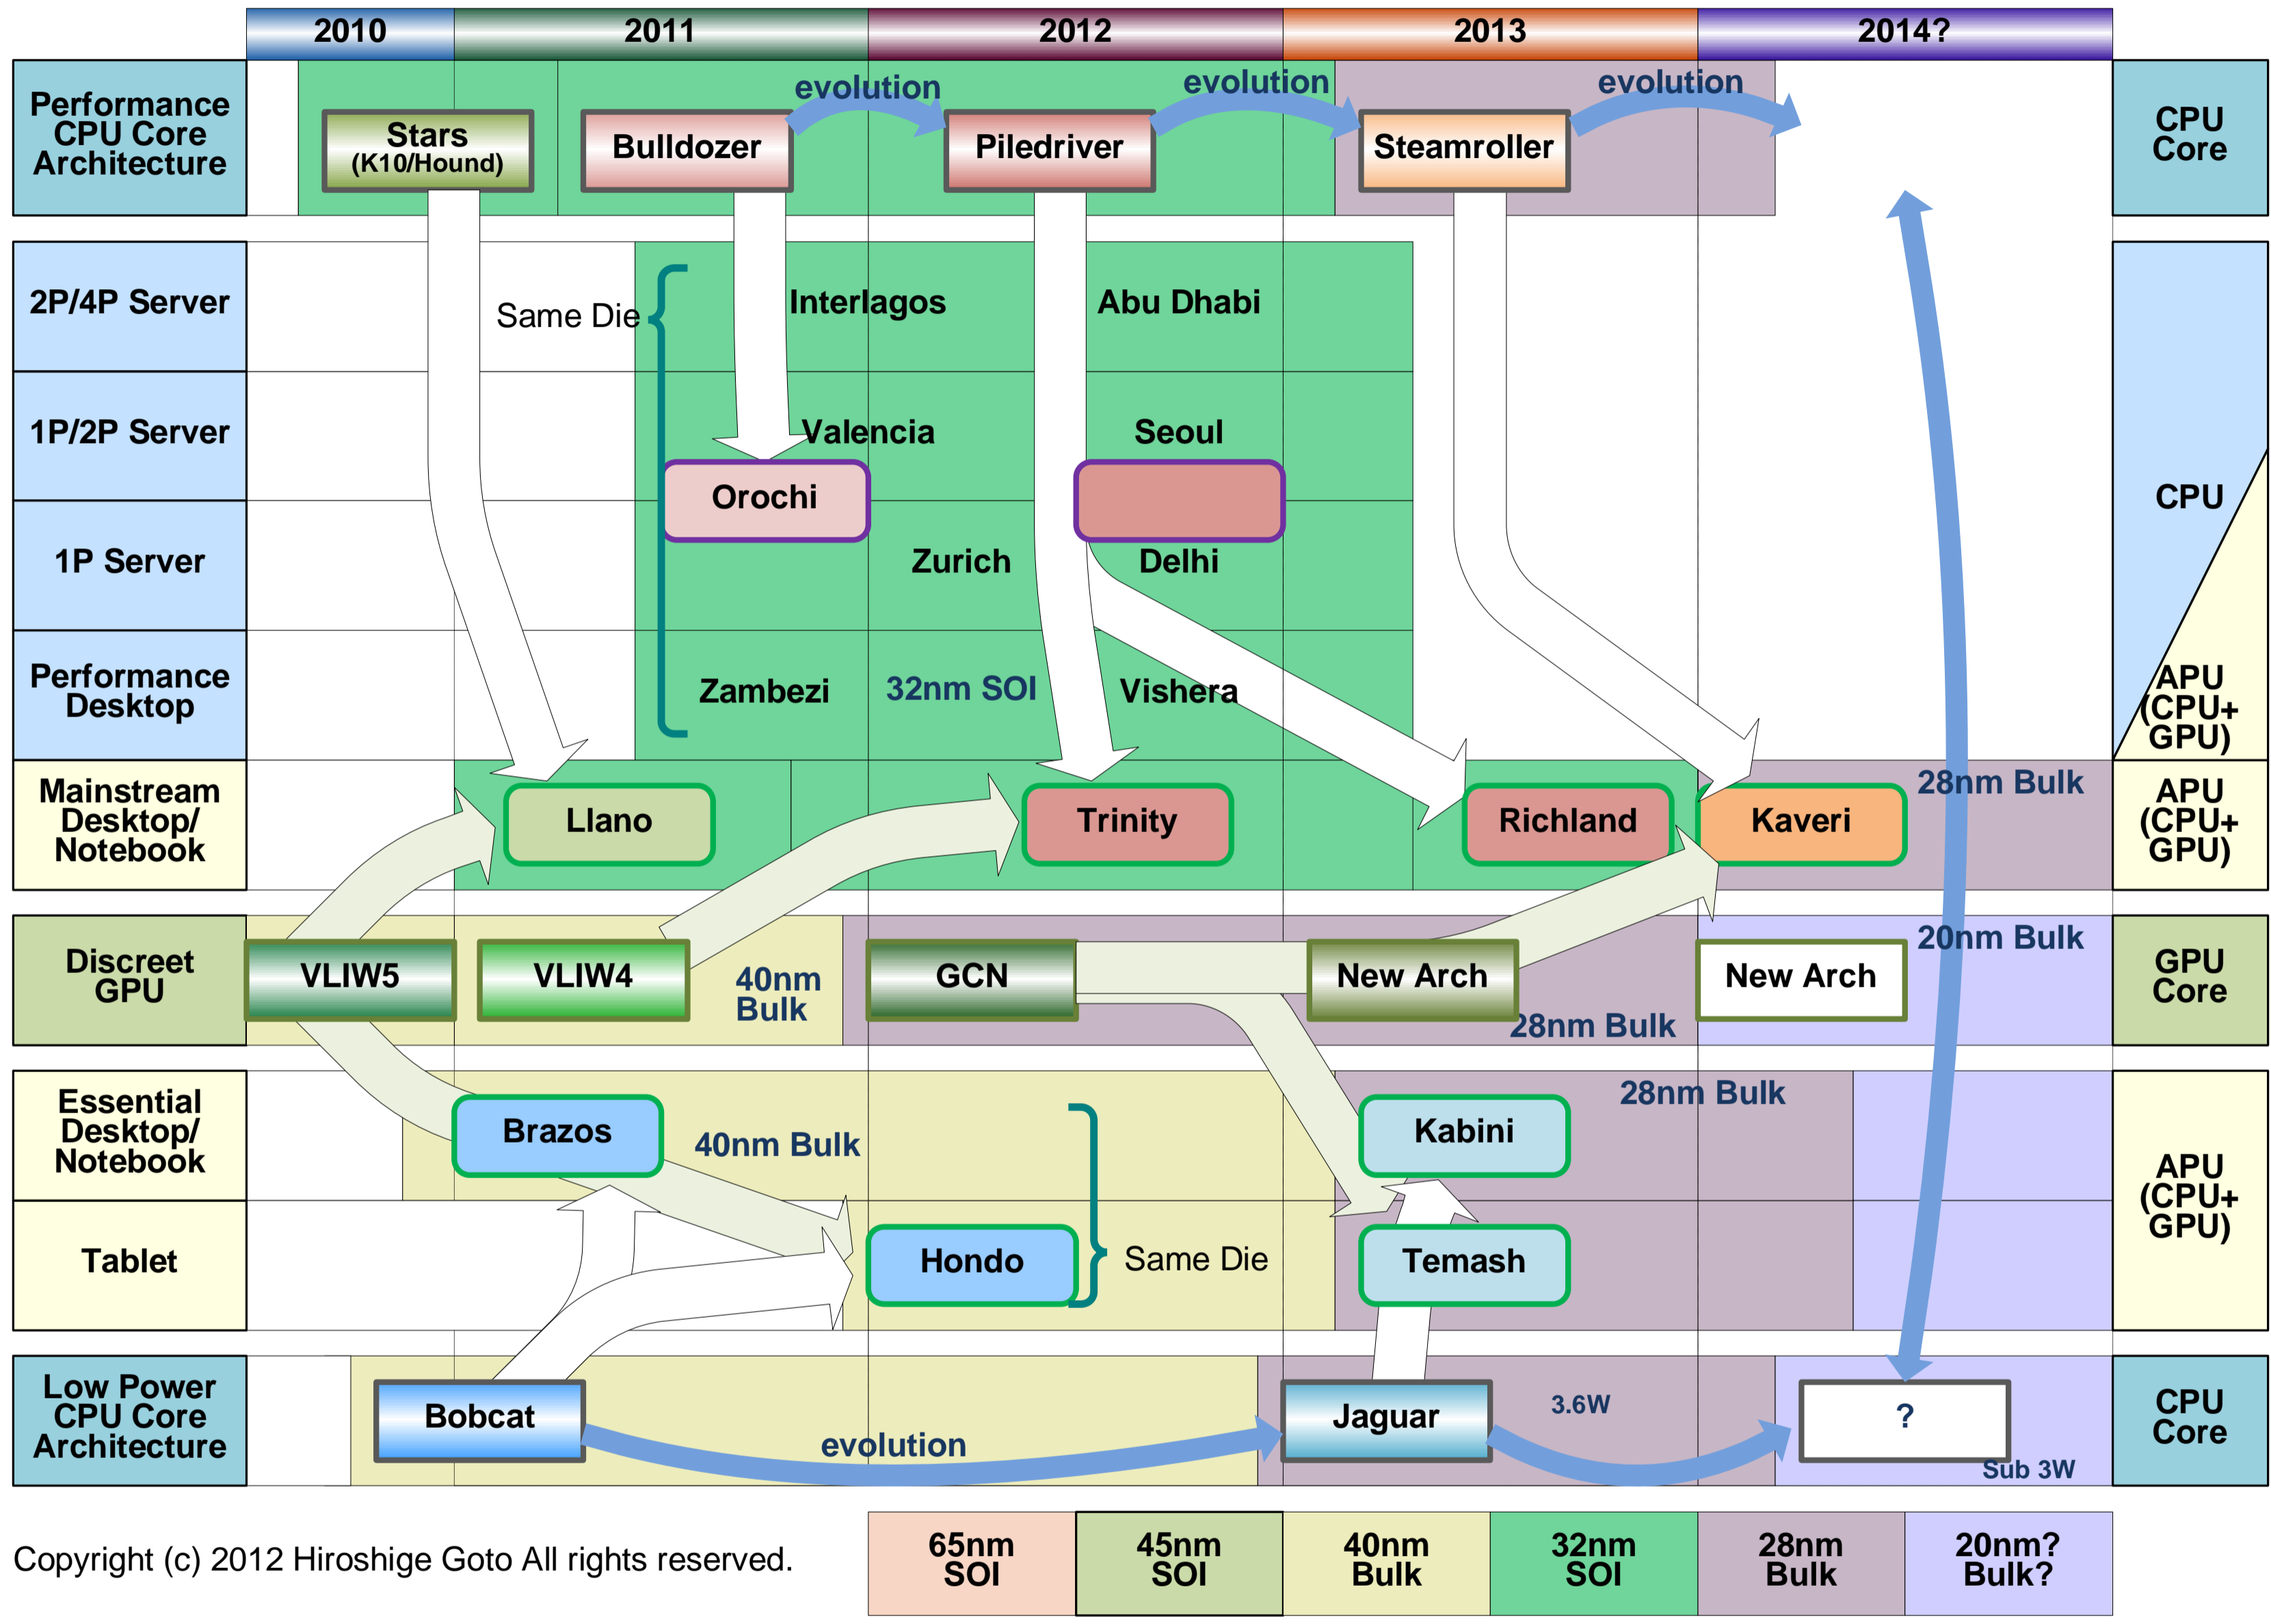 2010
2011
2012
2013
2014?
Performance
CPU Core
Architecture
Stars
(K10/Hound)
Bulldozer
evolution
Piledriver
evolution
Steamroller
evolution
CPU
Core
2P/4P Server
Same Die
Interlagos
Abu Dhabi
1P/2P Server
Valencia
Seoul
Orochi
CPU
1P Server
Zurich
Delhi
Performance
Desktop
Zambezi
32nm SOI
Vishera
APU
(CPU+
GPU)
Mainstream
Desktop/
Notebook
Llano
Trinity
Richland
Kaveri
28nm Bulk
APU
(CPU+
GPU)
Discreet
GPU
VLIW5
VLIW4
40nm
Bulk
GCN
New Arch
28nm Bulk
New Arch
20nm Bulk
GPU
Core
Essential
Desktop/
Notebook
Brazos
40nm Bulk
Kabini
28nm Bulk
APU
(CPU+
GPU)
Tablet
Hondo
Same Die
Temash
Low Power
CPU Core
Architecture
Bobcat
evolution
Jaguar
3.6W
?
Sub 3W
CPU
Core
Copyright (c) 2012 Hiroshige Goto All rights reserved.
65nm
SOI
45nm
SOI
40nm
Bulk
32nm
SOI
28nm
Bulk
20nm?
Bulk?